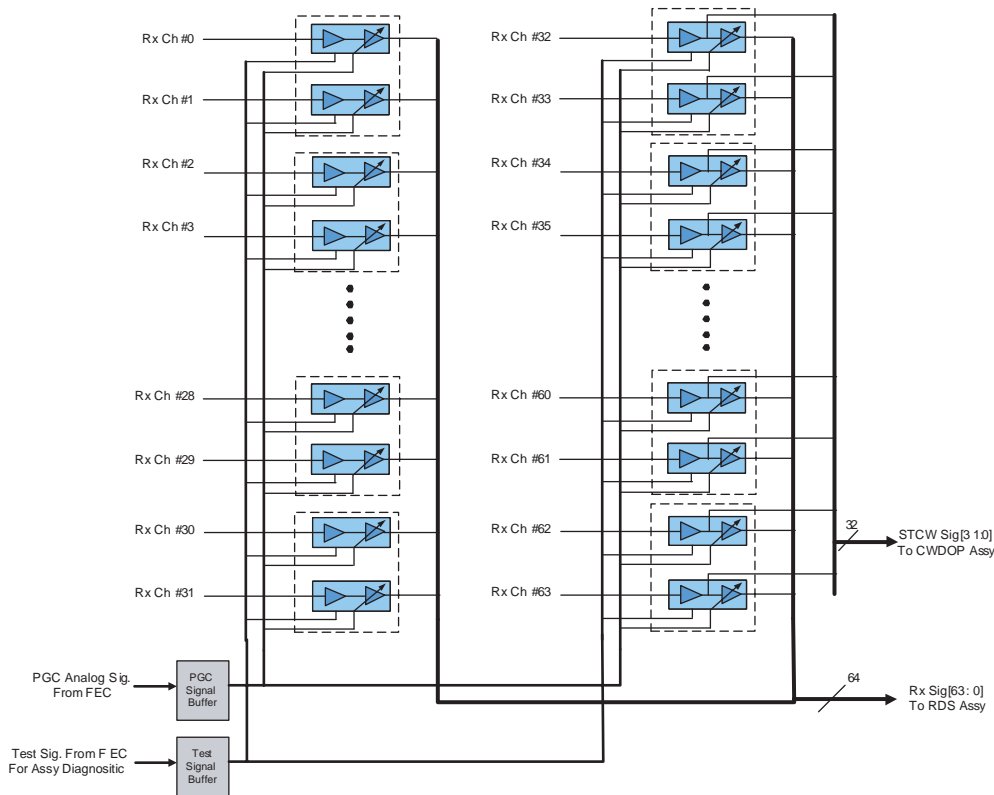 Rx Ch #0
Rx Ch #1
Rx Ch #2
Rx Ch #3
Rx Ch #28
Rx Ch #29
Rx Ch #30
Rx Ch #31
Rx Ch #32
Rx Ch #33
Rx Ch #34
Rx Ch #35
Rx Ch #60
Rx Ch #61
Rx Ch #62
Rx Ch #63
32
STCW Sig[3 1:0]
To CWDOP Assy
64
Rx Sig[63: 0]
To RDS Assy
PGC Analog Sig.
From FEC
PGC
Signal
Buffer
Test Sig. From F EC
For Assy Diagnositic
Test
Signal
Buffer